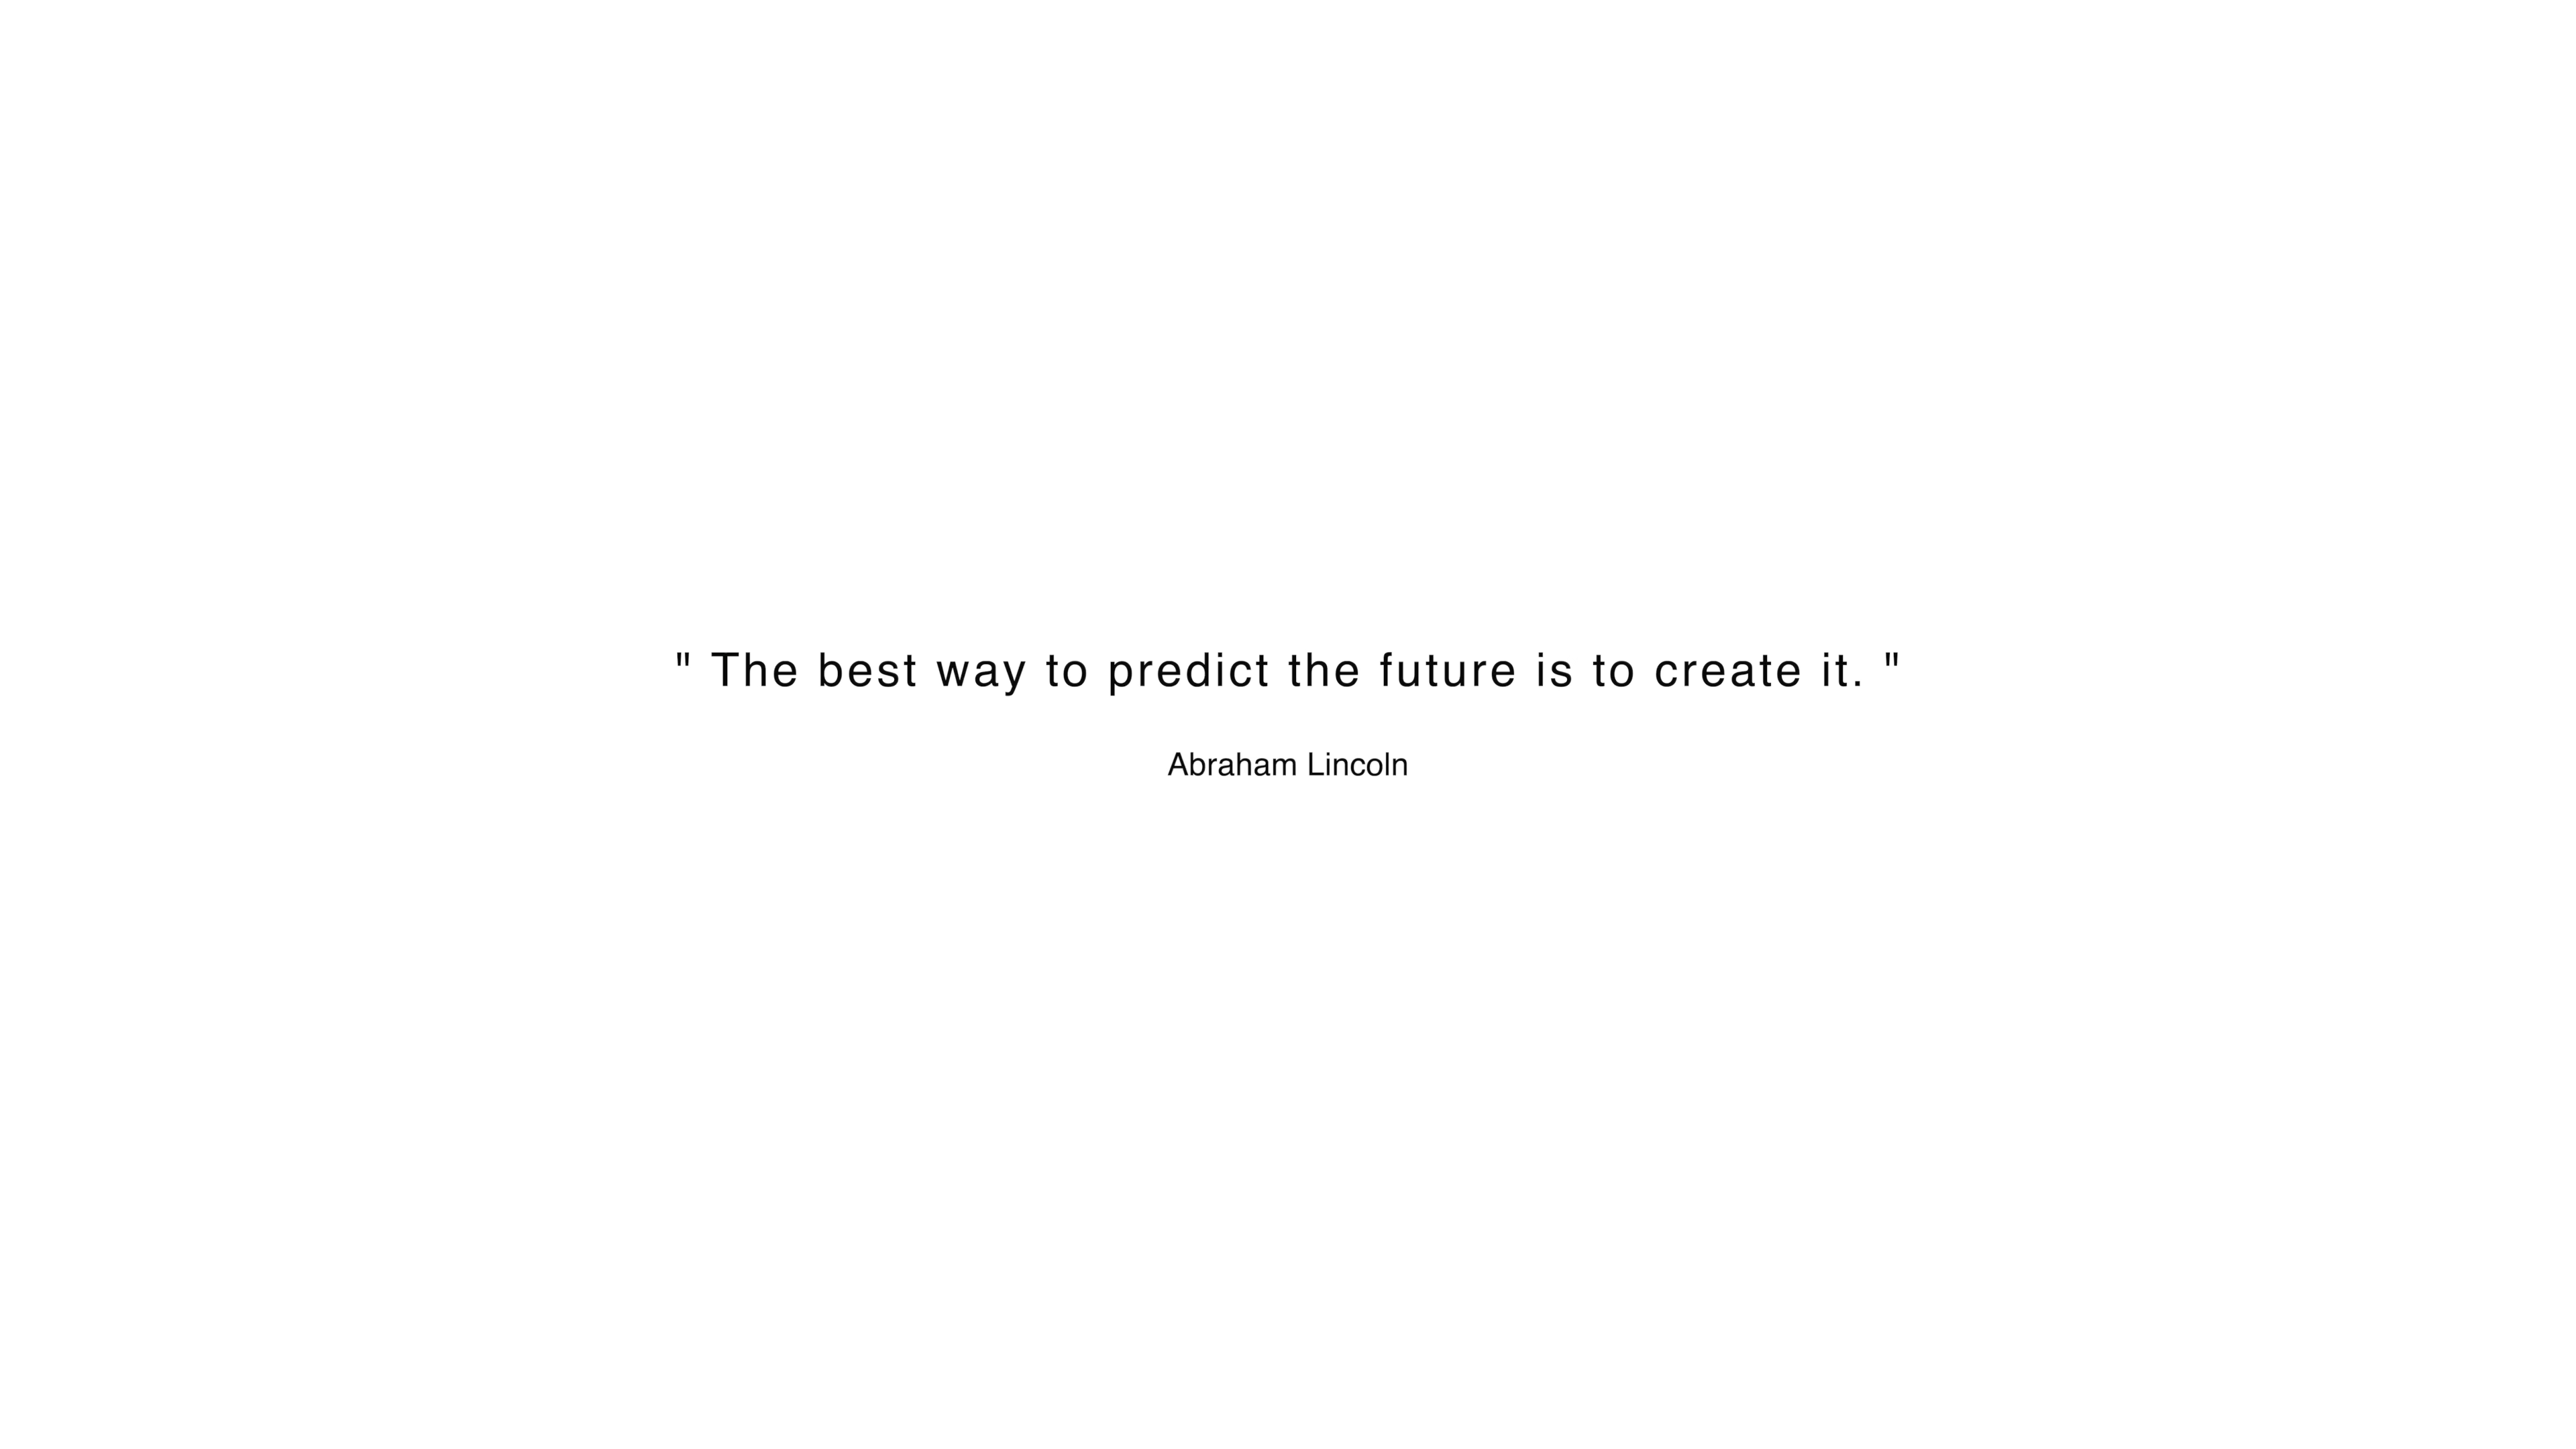 " The best way to predict the future is to create it. "
Abraham Lincoln